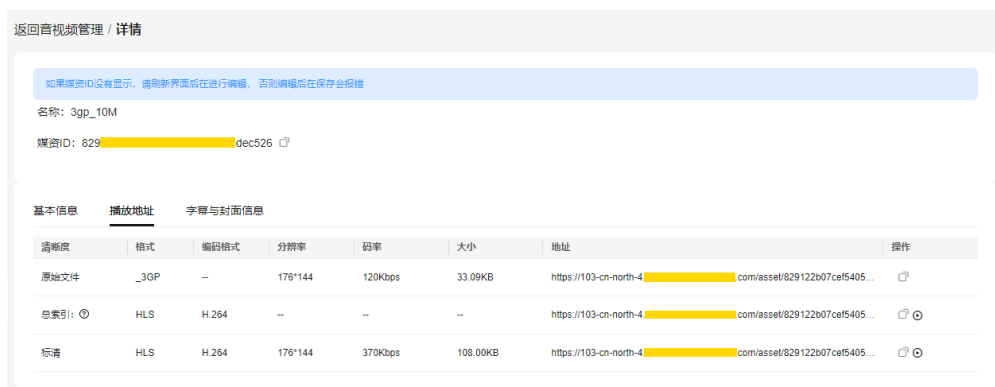 返回音视频管理 / 详情
如果媒资ID没有显示，请刷新界面后在进行编辑， 否则编辑后在保存会报错
名称：3gp_10M
媒资ID：829 dec526
基本信息 播放地址 字幕与封面信息
清晰度 格式 编码格式 分辨率 码率 大小 地址 操作
原始文件 _3GP -- 176*144 120Kbps 33.09KB https://103-cn-north-4. .com/asset/829122b07cef5405...
总索引： HLS H.264 -- -- -- https://103-cn-north-4. .com/asset/829122b07cef5405...
标清 HLS H.264 176*144 370Kbps 108.00KB https://103-cn-north-4. .com/asset/829122b07cef5405...